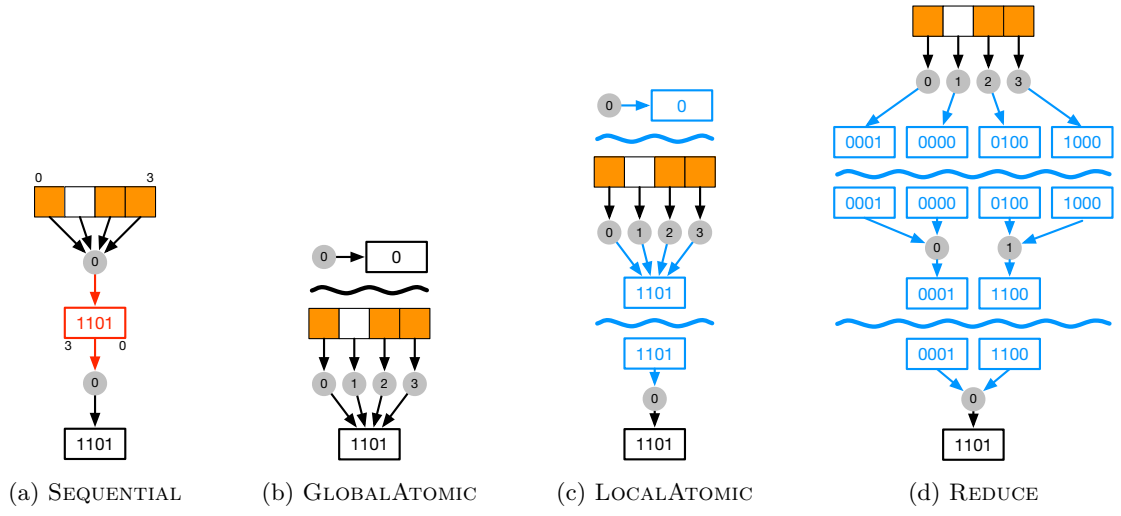 0 3
0
1101
3 0
0
1101
(a) SEQUENTIAL
0 0
0 1 2 3
1101
(b) GLOBALATOMIC
0 0
0 1 2 3
1101
1101
0
1101
(c) LOCALATOMIC
0 1 2 3
0001 0000 0100 1000
0001 0000 0100 1000
0 1
0001 1100
0001 1100
0
1101
(d) REDUCE